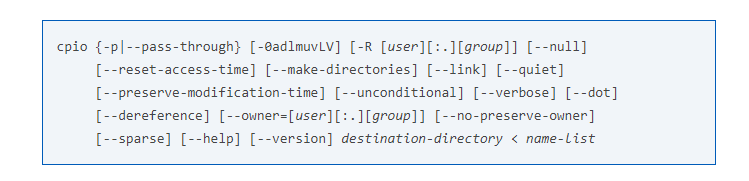 cpio {-p|--pass-through} [-0adlmuvLV] [-R [user][:.][group]] [--null]
[--reset-access-time] [--make-directories] [--link] [--quiet]
[--preserve-modification-time] [--unconditional] [--verbose] [--dot]
[--dereference] [--owner=[user][:.][group]] [--no-preserve-owner]
[--sparse] [--help] [--version] destination-directory < name-list